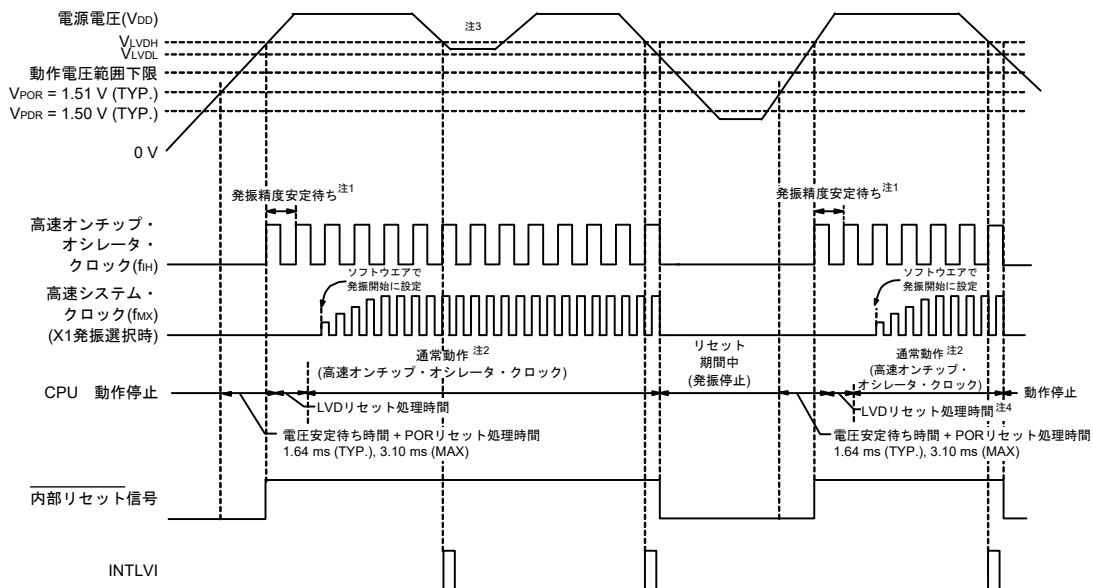 電源電圧(VDD)
注3
VLVDH
VLVDL
動作電圧範囲下限
VPOR = 1.51 V (TYP.)
VPDR = 1.50 V (TYP.)
0 V
発振精度安定待ち注1
発振精度安定待ち注1
高速オンチップ・
オシレータ・
クロック(fIH)
ソフトウエアで
発振開始に設定
ソフトウエアで
発振開始に設定
高速システム・
クロック(fMX)
(X1発振選択時)
通常動作 注2
(高速オンチップ・オシレータ・クロック)
リセット
期間中
(発振停止)
通常動作 注2
(高速オンチップ・
オシレータ・クロック)
CPU 動作停止
動作停止
LVDリセット処理時間
LVDリセット処理時間注4
電圧安定待ち時間 + PORリセット処理時間
1.64 ms (TYP.), 3.10 ms (MAX)
電圧安定待ち時間 + PORリセット処理時間
1.64 ms (TYP.), 3.10 ms (MAX)
内部リセット信号
INTLVI